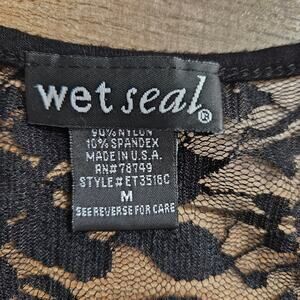 wet seal®
90% NYLON
10% SPANDEX
MADE IN U.S.A.
RN#78749
STYLE#ET3516C
M
SEE REVERSE FOR CARE